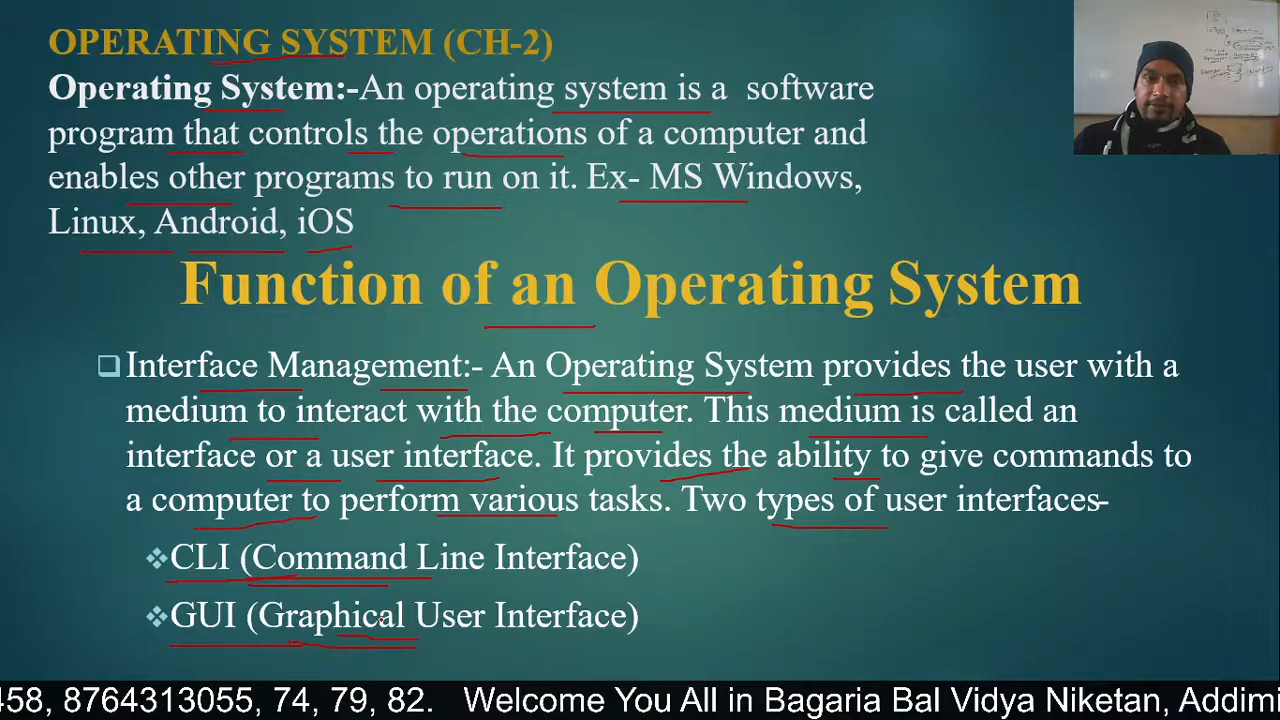 OPERATING SYSTEM (CH-2)
Operating System:-An operating system is a software
program that controls the operations of a computer and
enables other programs to run on it. Ex- MS Windows,
Linux, Android, iOS
Function of an Operating System
Interface Management:- An Operating System provides the user with a
medium to interact with the computer. This medium is called an
interface or a user interface. It provides the ability to give commands to
a computer to perform various tasks. Two types of user interfaces-
CLI (Command Line Interface)
GUI (Graphical User Interface)
458, 8764313055, 74, 79, 82. Welcome You All in Bagaria Bal Vidya Niketan, Addimi